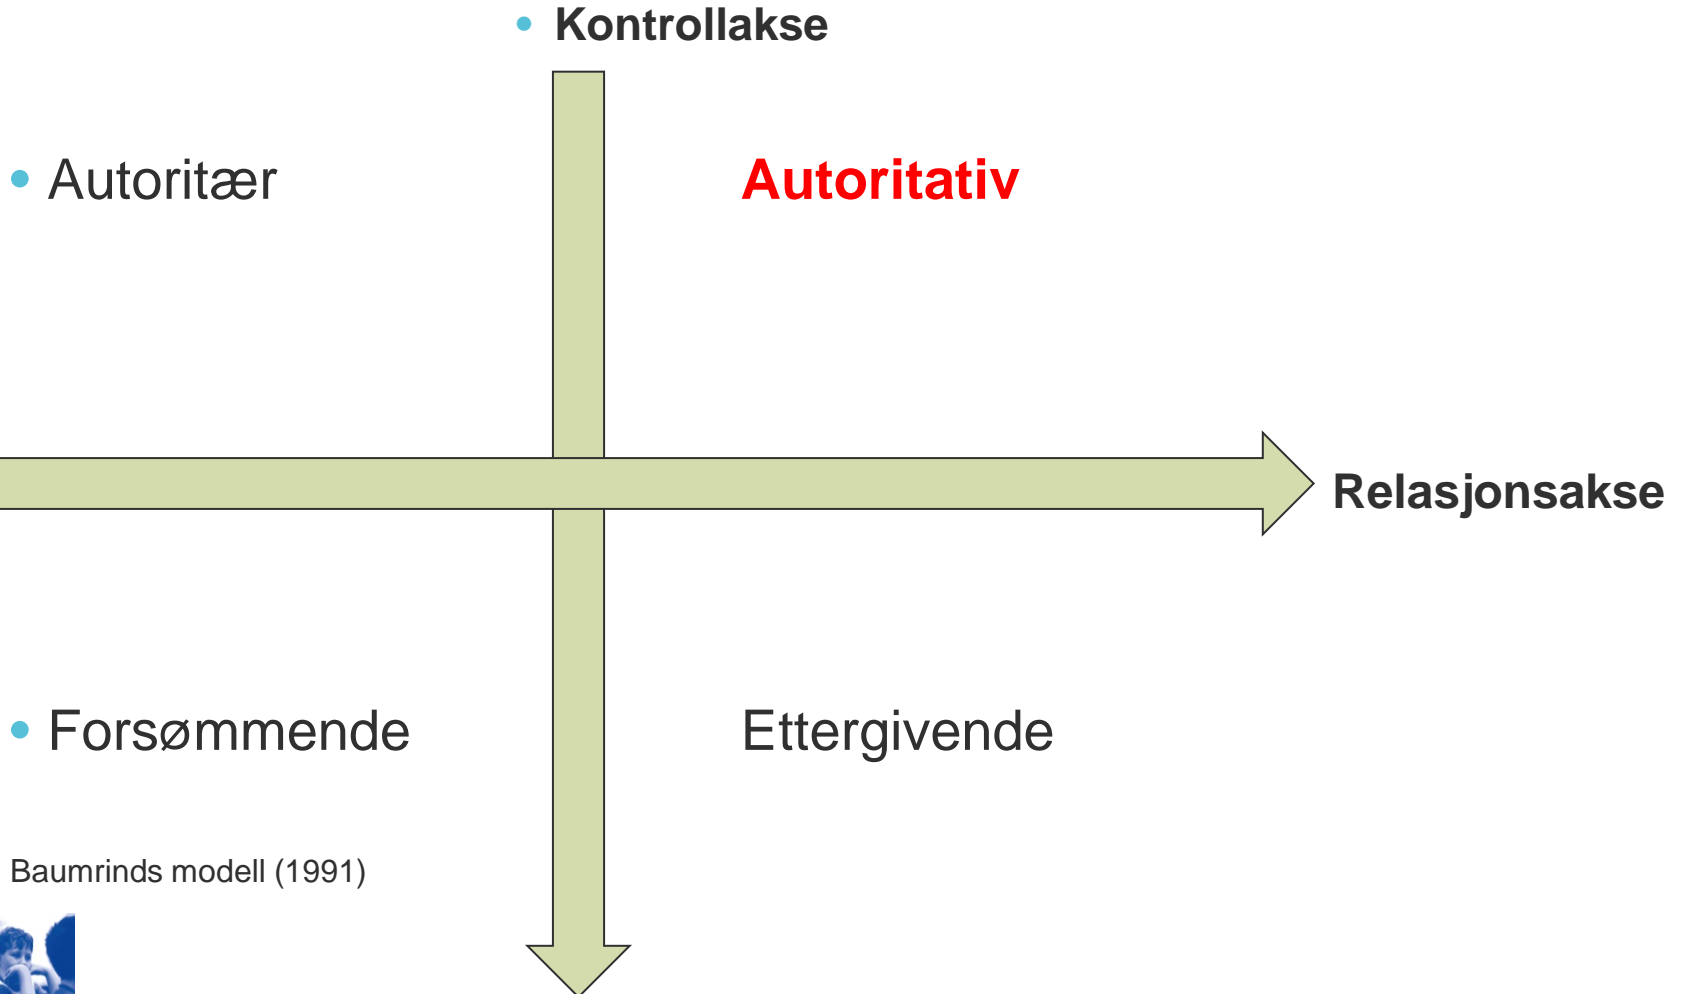 • Kontrollakse
• Autoritær Autoritativ
Relasjonsakse
• Forsømmende Ettergivende
Baumrinds modell (1991)